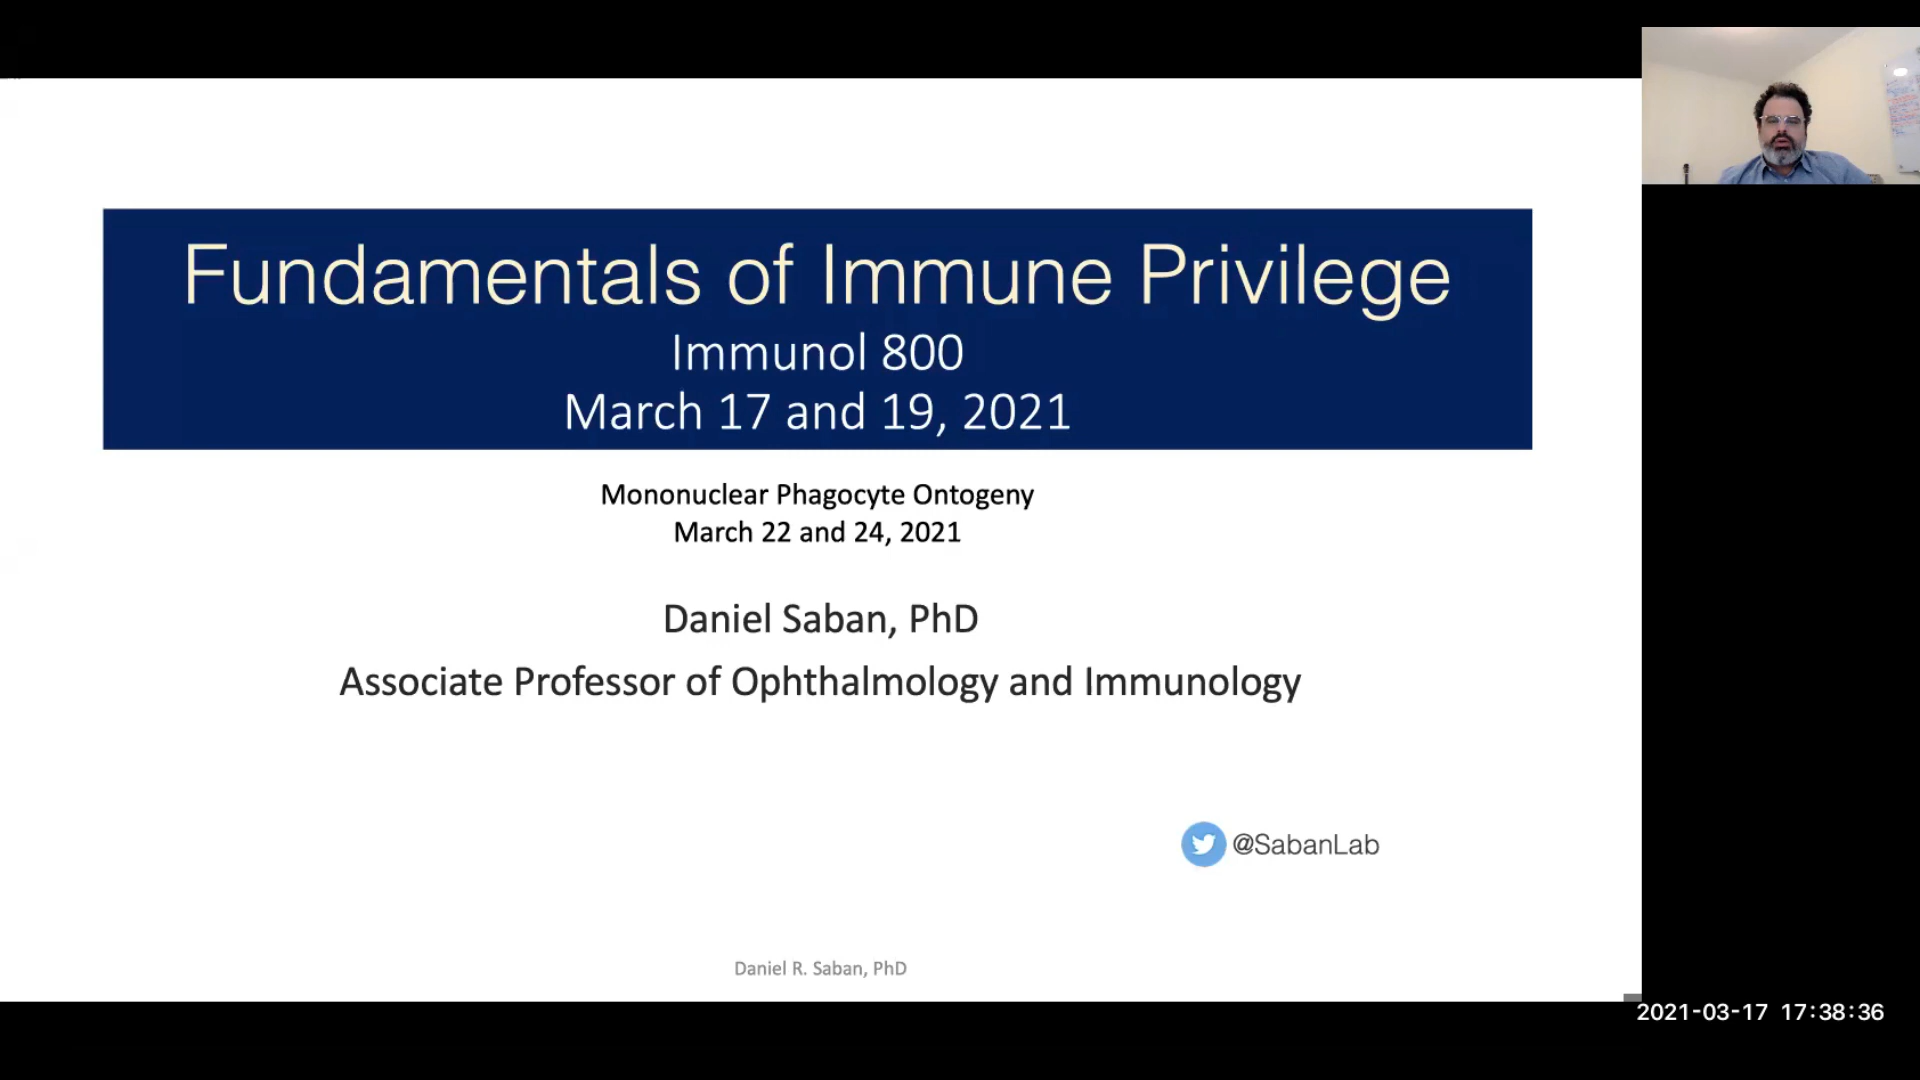 Fundamentals of Immune Privilege
Immunol 800
March 17 and 19, 2021
Mononuclear Phagocyte Ontogeny
March 22 and 24, 2021
Daniel Saban, PhD
Associate Professor of Ophthalmology and Immunology
@SabanLab
Daniel R. Saban, PhD
2021-03-17 17:38:36